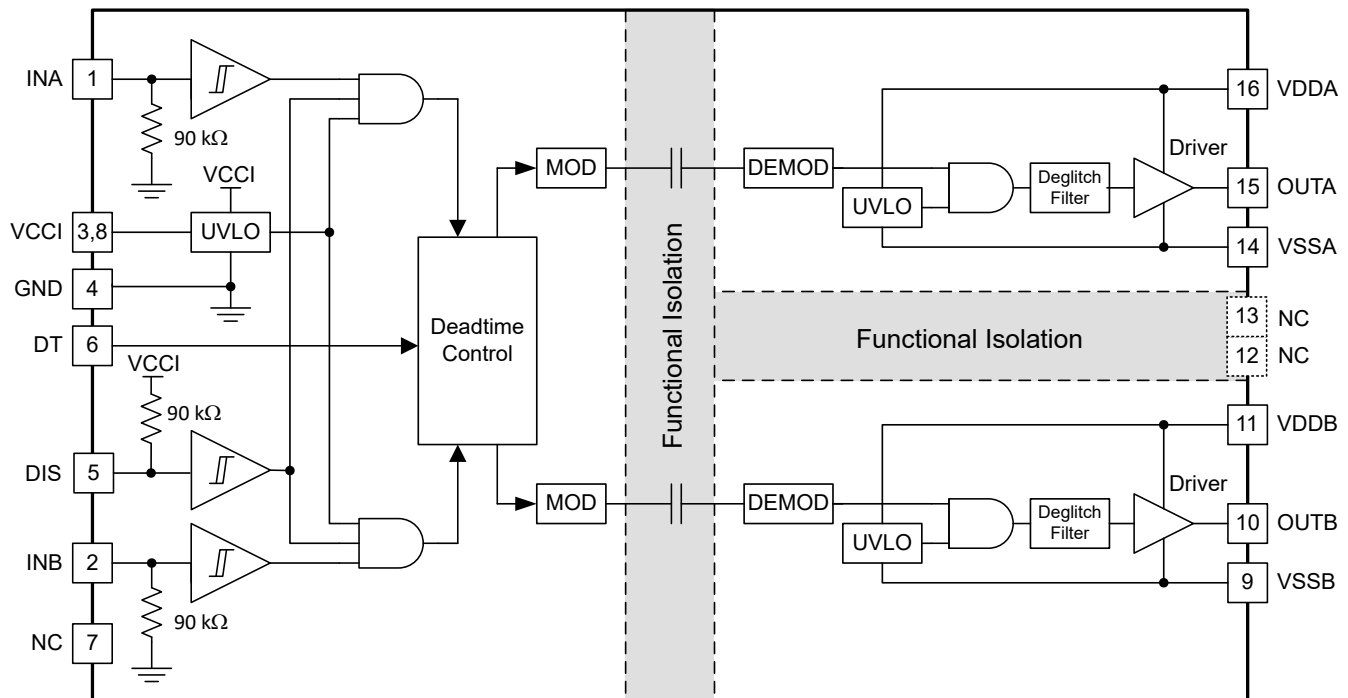 INA
1
90 kΩ
VCCI
VCCI
3,8
UVLO
GND
4
DT
6
VCCI
90 kΩ
DIS
5
INB
2
90 kΩ
NC
7
Deadtime
Control
MOD
MOD
Functional Isolation
DEMOD
UVLO
Deglitch
Filter
Driver
16
VDDA
15
OUTA
14
VSSA
Functional Isolation
13
NC
12
NC
DEMOD
UVLO
Deglitch
Filter
Driver
11
VDDB
10
OUTB
9
VSSB